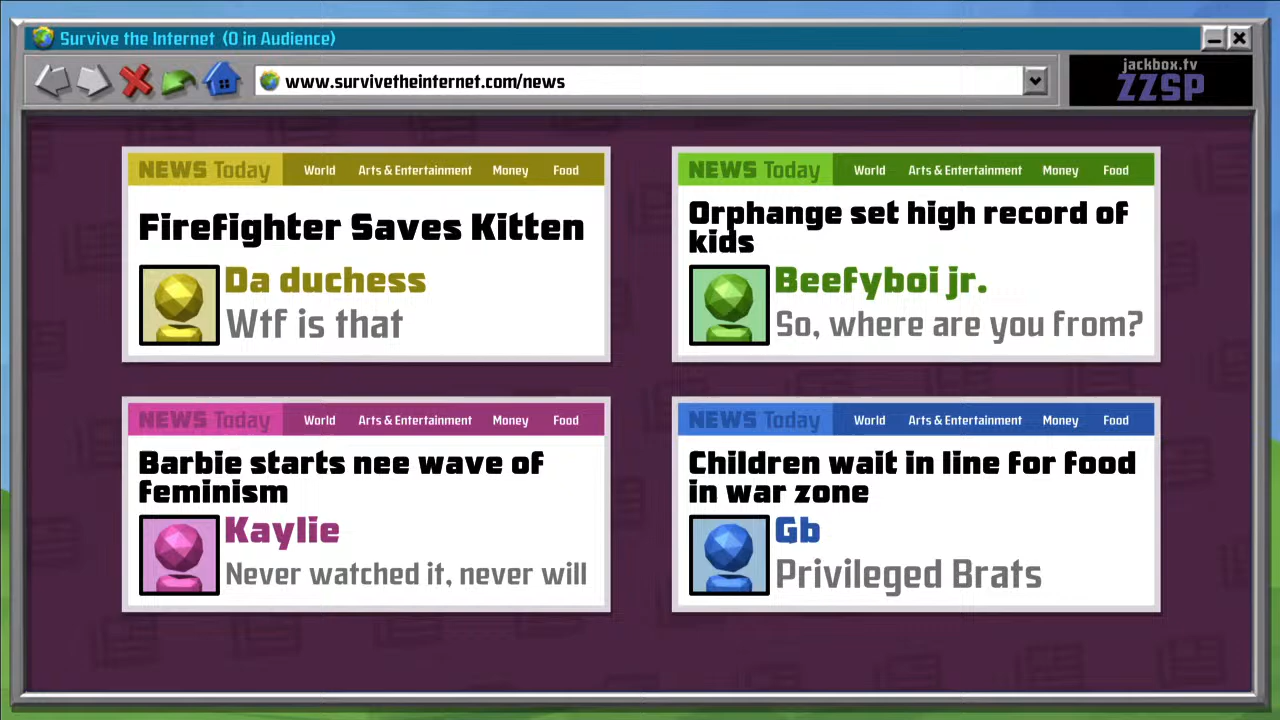 Survive the Internet (0 in Audience)
www.survivetheinternet.com/news
jackbox.tv
ZZSP
NEWS Today World Arts & Entertainment Money Food
Firefighter Saves Kitten
Da duchess
Wtf is that
NEWS Today World Arts & Entertainment Money Food
Orphange set high record of
kids
Beefyboi jr.
So, where are you from?
NEWS Today World Arts & Entertainment Money Food
Barbie starts nee wave of
feminism
Kaylie
Never watched it, never will
NEWS Today World Arts & Entertainment Money Food
Children wait in line for food
in war zone
Gb
Privileged Brats